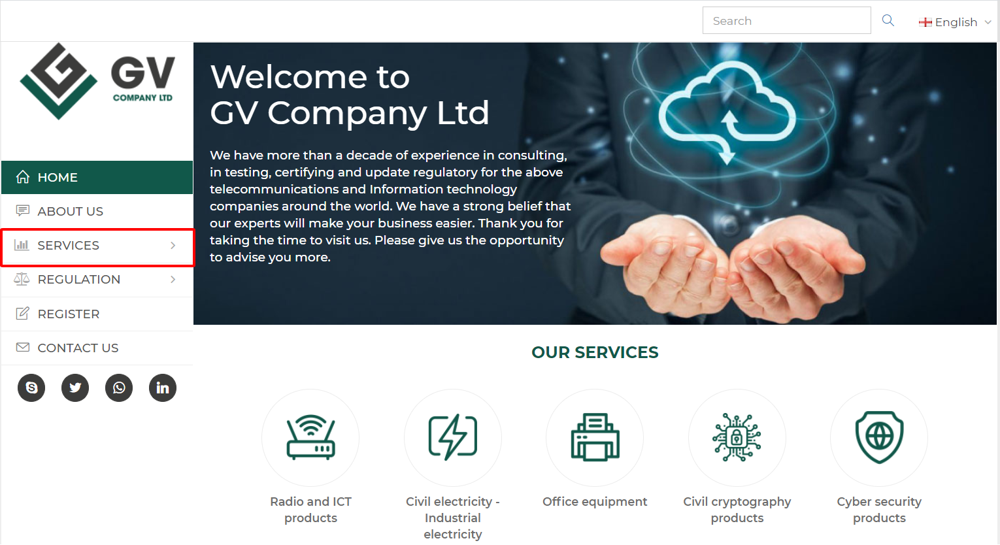 Search
English
GV
COMPANY LTD
HOME
ABOUT US
SERVICES
REGULATION
REGISTER
CONTACT US
Welcome to
GV Company Ltd
We have more than a decade of experience in consulting,
in testing, certifying and update regulatory for the above
telecommunications and Information technology
companies around the world. We have a strong belief that
our experts will make your business easier. Thank you for
taking the time to visit us. Please give us the opportunity
to advise you more.
OUR SERVICES
Radio and ICT
products
Civil electricity -
Industrial
electricity
Office equipment
Civil cryptography
products
Cyber security
products